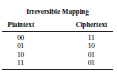 Irreversible Mapping
Plaintext Ciphertext
00 11
01 10
10 01
11 01